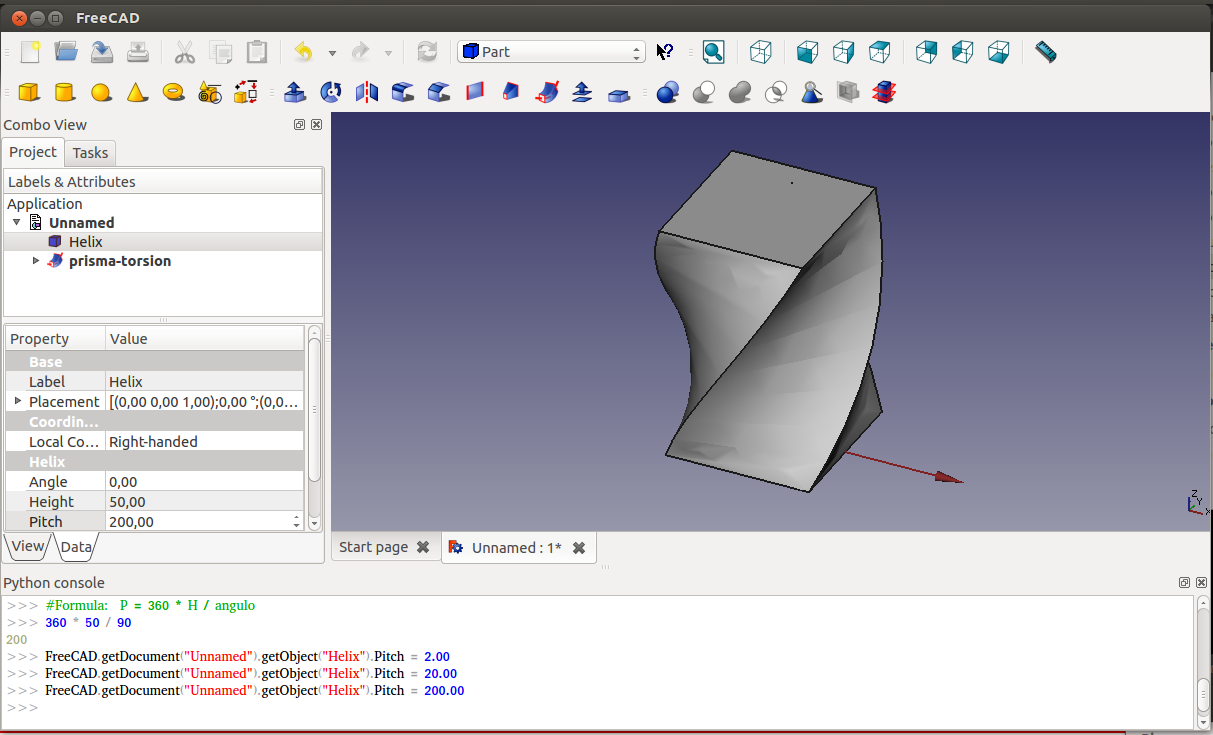 FreeCAD
Part
Combo View
Project Tasks
Labels & Attributes
Application
Unnamed
Helix
prisma-torsion
Property Value
Base
Label Helix
Placement [(0,00 0,00 1,00);0,00 °;(0,0...
Coordin...
Local Co... Right-handed
Helix
Angle 0,00
Height 50,00
Pitch 200,00
View Data
Z
Y
X
Start page Unnamed : 1*
Python console
>>> #Formula: P = 360 * H / angulo
>>> 360 * 50 / 90
200
>>> FreeCAD.getDocument("Unnamed").getObject("Helix").Pitch = 2.00
>>> FreeCAD.getDocument("Unnamed").getObject("Helix").Pitch = 20.00
>>> FreeCAD.getDocument("Unnamed").getObject("Helix").Pitch = 200.00
>>>